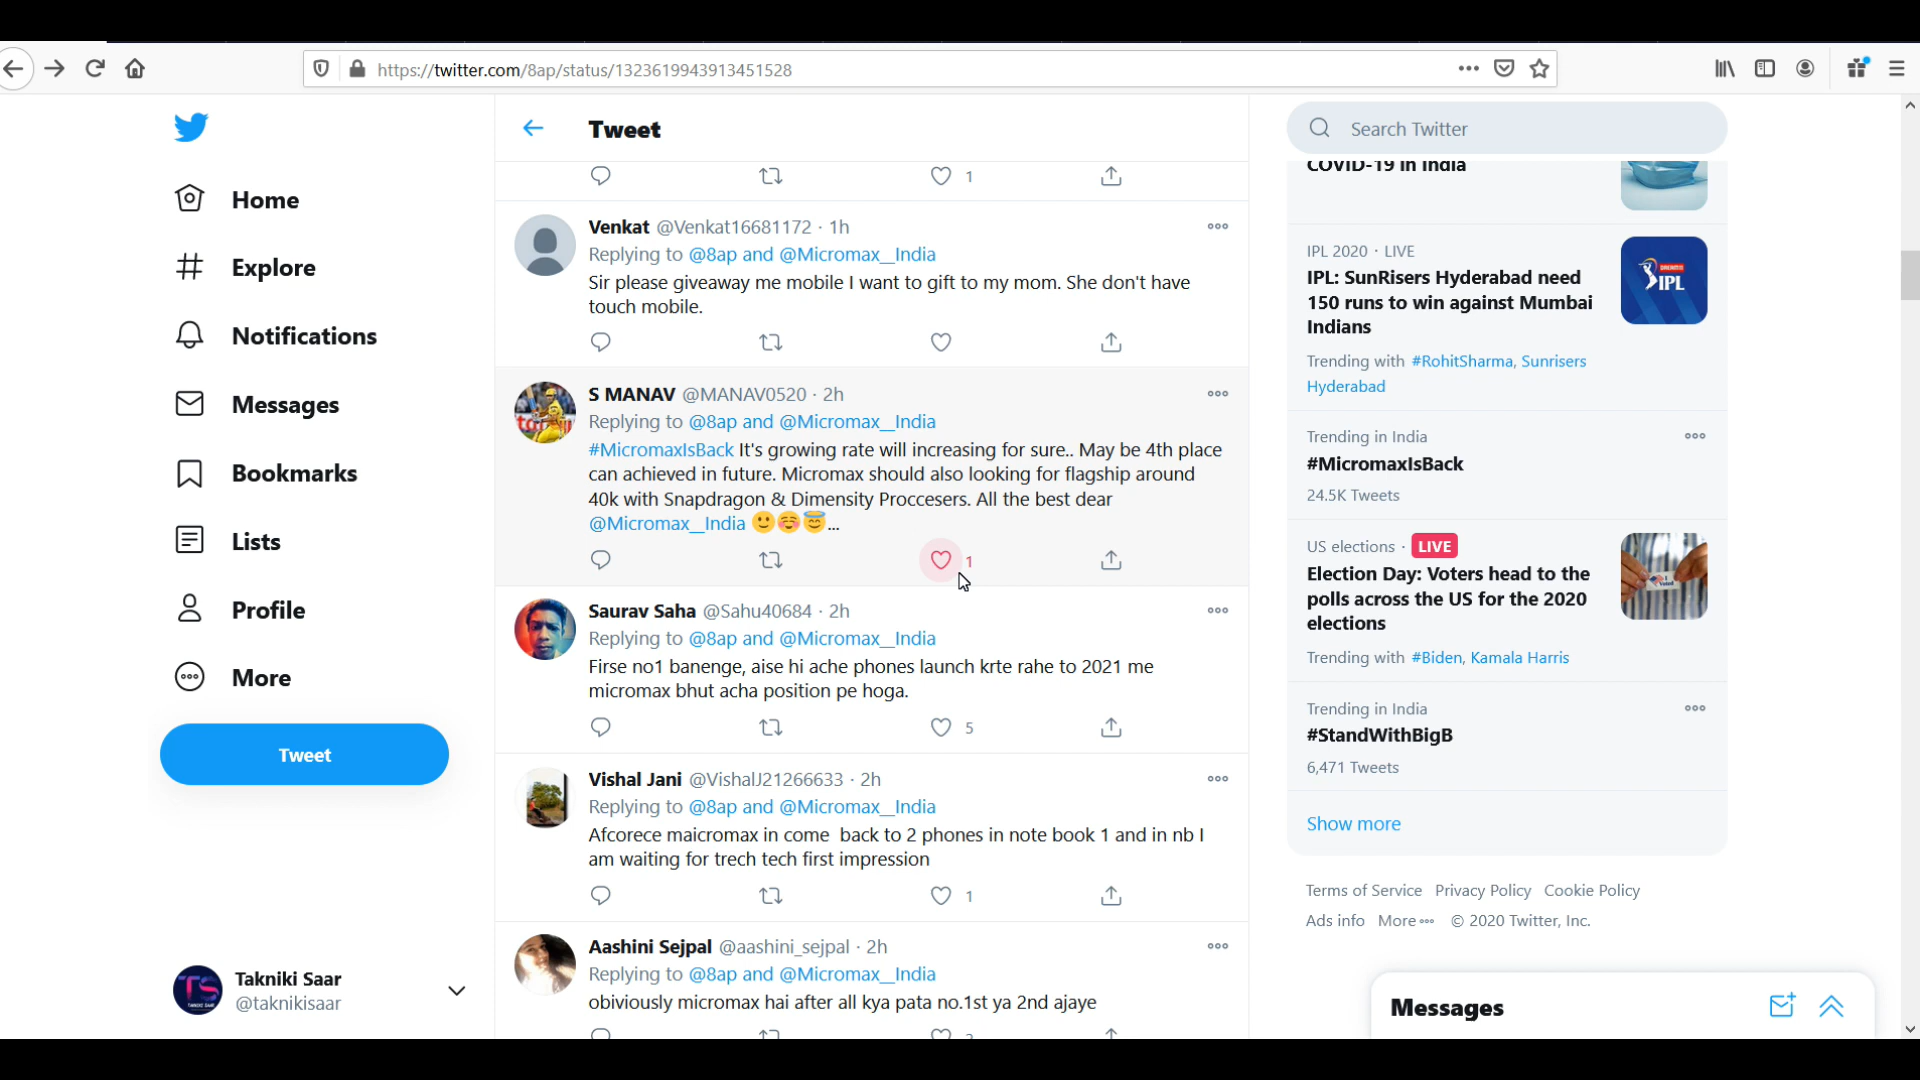 https://twitter.com/8ap/status/1323619943913451528
Home
Explore
Notifications
Messages
Bookmarks
Lists
Profile
More
Tweet
Takniki Saar
@taknikisaar
Tweet
1
Venkat @Venkat16681172 · 1h
Replying to @8ap and @Micromax__India
Sir please giveaway me mobile I want to gift to my mom. She don't have
touch mobile.
S MANAV @MANAV0520 · 2h
Replying to @8ap and @Micromax__India
#MicromaxIsBack It's growing rate will increasing for sure.. May be 4th place
can achieved in future. Micromax should also looking for flagship around
40k with Snapdragon & Dimensity Proccesers. All the best dear
@Micromax__India 🙂☺️😇...
1
Saurav Saha @Sahu40684 · 2h
Replying to @8ap and @Micromax__India
Firse no1 banenge, aise hi ache phones launch krte rahe to 2021 me
micromax bhut acha position pe hoga.
5
Vishal Jani @VishalJ21266633 · 2h
Replying to @8ap and @Micromax__India
Afcorece maicromax in come  back to 2 phones in note book 1 and in nb I
am waiting for trech tech first impression
1
Aashini Sejpal @aashini_sejpal · 2h
Replying to @8ap and @Micromax__India
obiviously micromax hai after all kya pata no.1st ya 2nd ajaye
Search Twitter
COVID-19 in India
IPL 2020 · LIVE
IPL: SunRisers Hyderabad need
150 runs to win against Mumbai
Indians
IPL
Trending with #RohitSharma, Sunrisers
Hyderabad
Trending in India
#MicromaxIsBack
24.5K Tweets
US elections · LIVE
Election Day: Voters head to the
polls across the US for the 2020
elections
Trending with #Biden, Kamala Harris
Trending in India
#StandWithBigB
6,471 Tweets
Show more
Terms of Service Privacy Policy Cookie Policy
Ads info More ••• © 2020 Twitter, Inc.
Messages